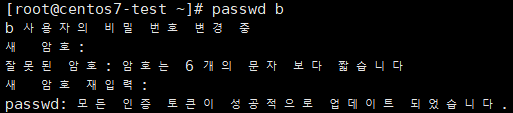 [root@centos7-test ~]# passwd b
b 사용자의 비밀 번호 변경 중
새 암호:
잘못된 암호: 암호는 6 개의 문자 보다 짧습니다
새 암호 재입력:
passwd: 모든 인증 토큰이 성공적으로 업데이트 되었습니다.